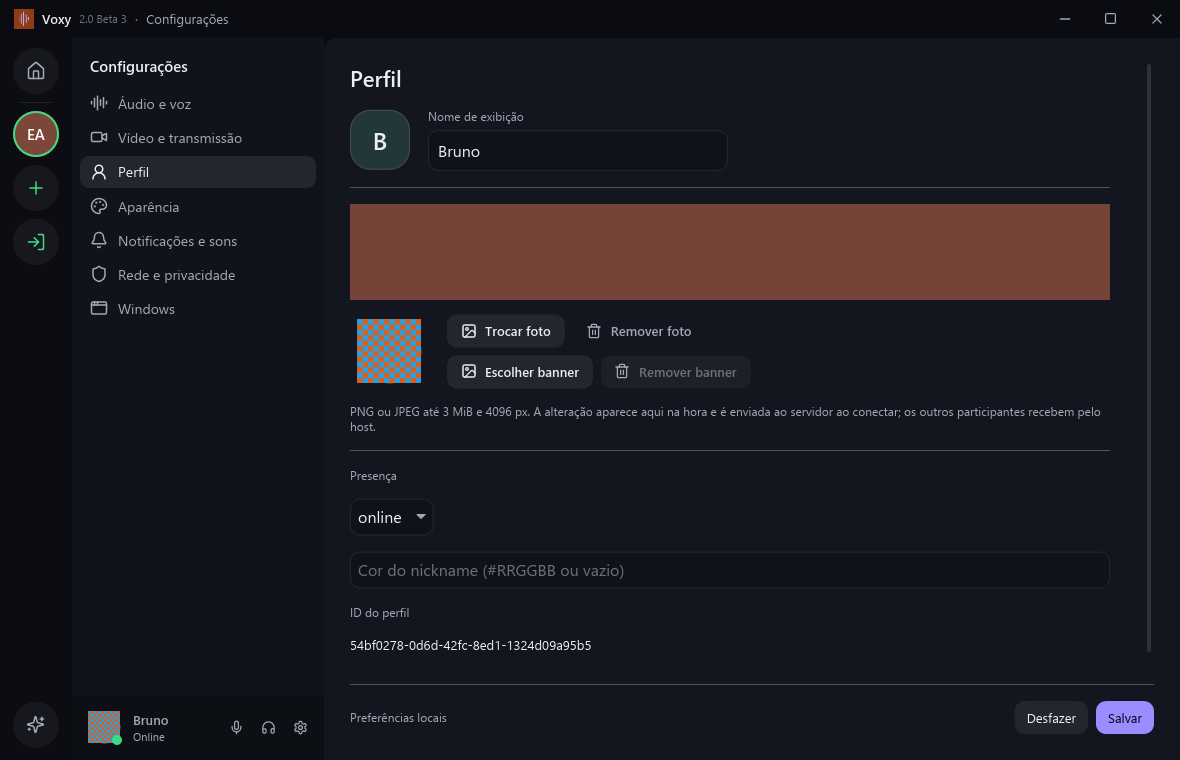 Voxy 2.0 Beta 3 · Configurações
EA
Configurações
Áudio e voz
Vídeo e transmissão
Perfil
Aparência
Notificações e sons
Rede e privacidade
Windows
Bruno
Online
Perfil
B
Nome de exibição
Bruno
Trocar foto
Remover foto
Escolher banner
Remover banner
PNG ou JPEG até 3 MiB e 4096 px. A alteração aparece aqui na hora e é enviada ao servidor ao conectar; os outros participantes recebem pelo
host.
Presença
online
Cor do nickname (#RRGGBB ou vazio)
ID do perfil
54bf0278-0d6d-42fc-8ed1-1324d09a95b5
Preferências locais
Desfazer
Salvar